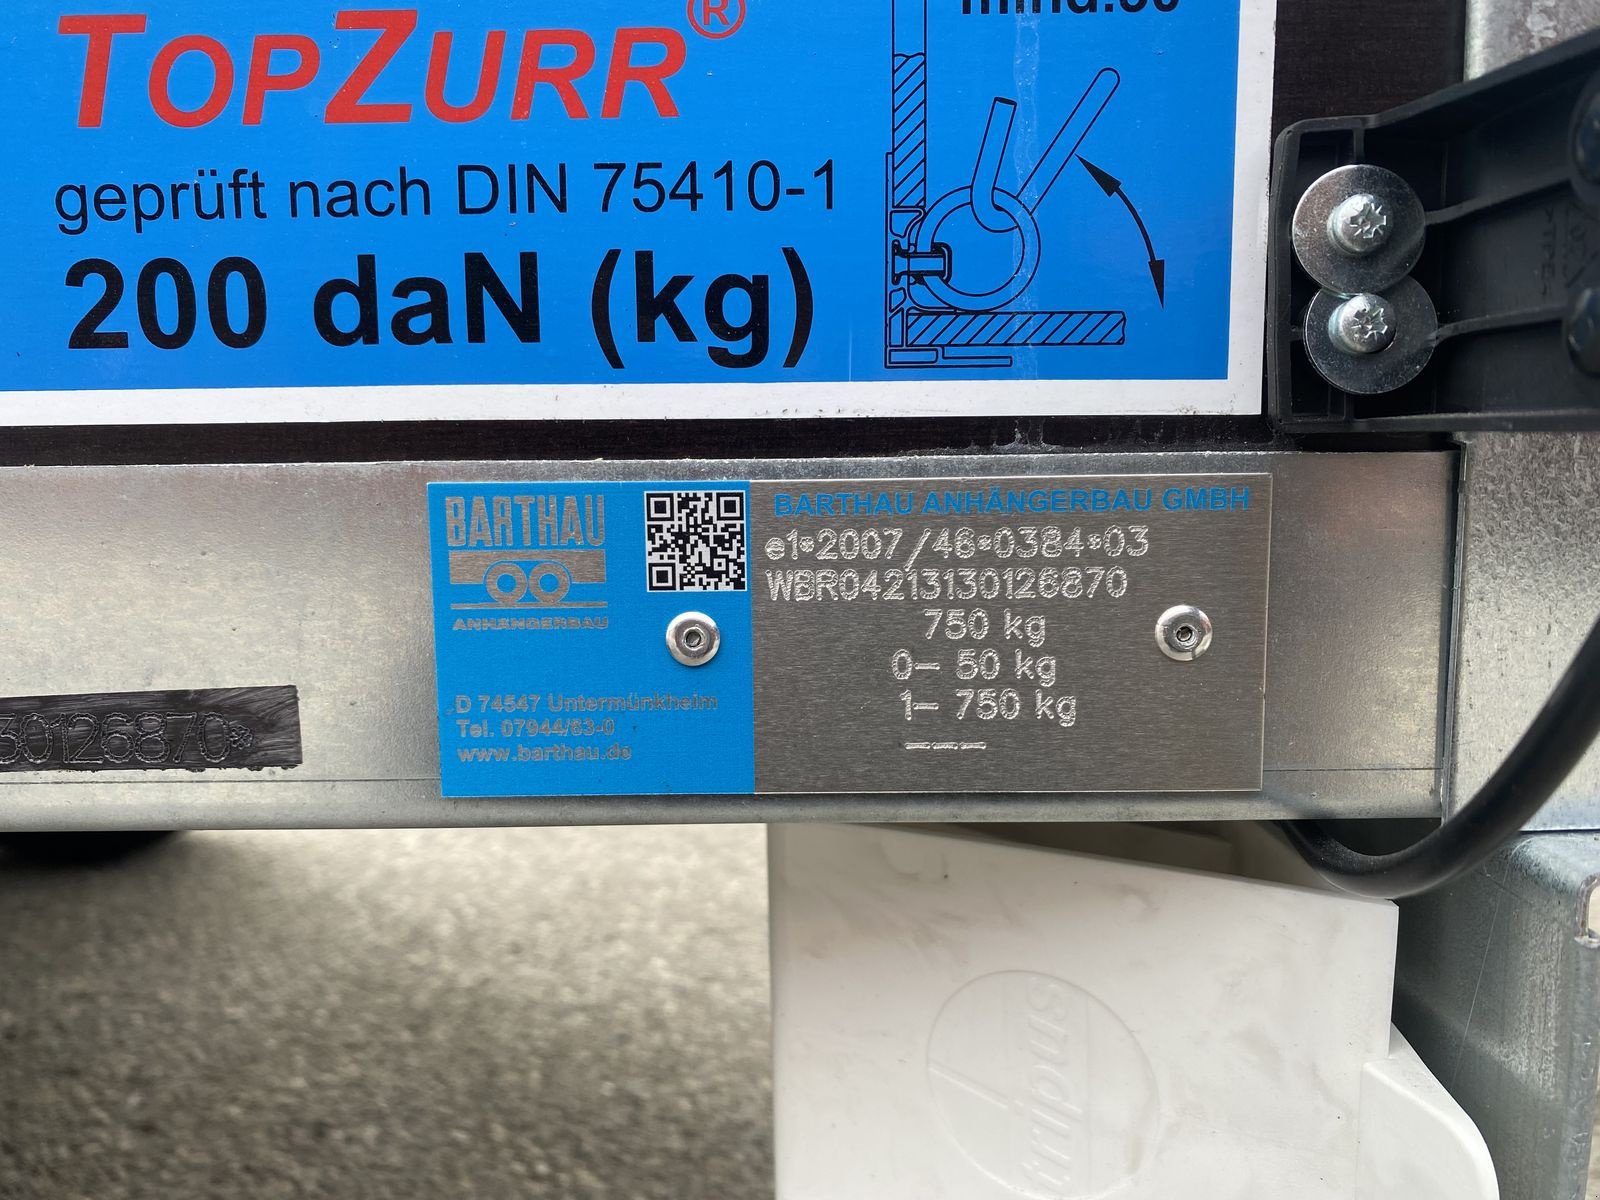 TOPZURR®
geprüft nach DIN 75410-1
200 daN (kg)
BARTHAU
ANHÄNGERBAU
D 74547 Untermünkheim
Tel. 07944/63-0
www.barthau.de
BARTHAU ANHÄNGERBAU GMBH
e1*2007/46*0384*03
WBR04213130126870
750 kg
0– 50 kg
1– 750 kg
30126870*